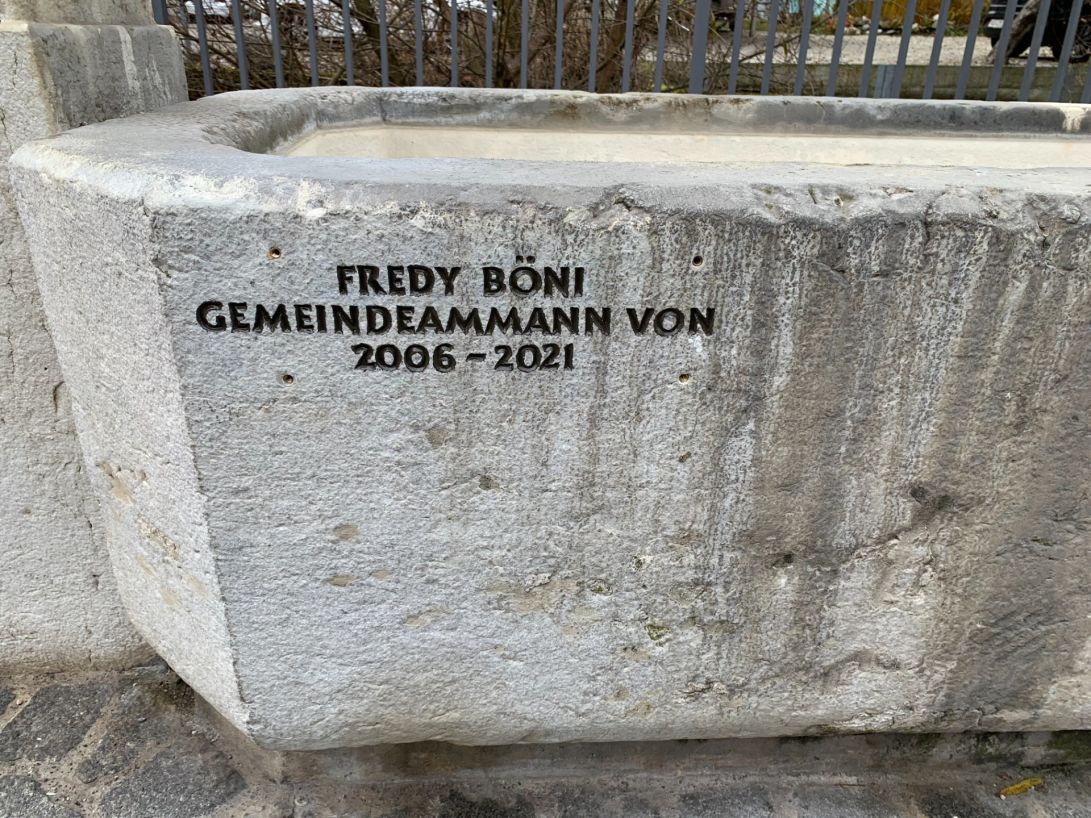 FREDY BÖNI
GEMEINDEAMMANN VON
2006 – 2021